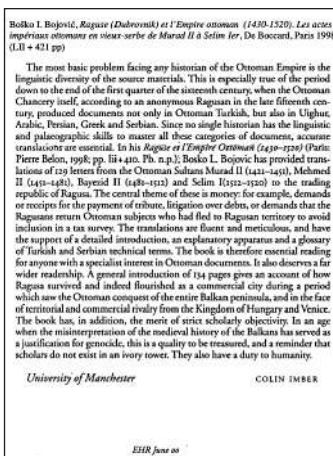 Boško I. Bojović, Raguse (Dubrovnik) et l'Empire ottoman (1430-1520). Les actes
impériaux ottomans en vieux-serbe de Murad II à Selim Ier, De Boccard, Paris 1998
(LII + 421 pp)
The most basic problem facing any historian of the Ottoman Empire is the
linguistic diversity of the source materials. This is especially true of the period
down to the end of the first quarter of the sixteenth century, when the Ottoman
Chancery itself, according to an anonymous Ragusan in the late fifteenth cen-
tury, produced documents not only in Ottoman Turkish, but also in Uighur,
Arabic, Persian, Greek and Serbian. Since no single historian has the linguistic
and palaeographic skills to master all these categories of document, accurate
translations are essential. In his Raguse et l'Empire Ottoman (1430–1520) (Paris:
Pierre Belon, 1998; pp. lii+410. Pb. n.p.); Bosko I. Bojovic has provided trans-
lations of 129 letters from the Ottoman Sultans Murad II (1421–1451), Mehmed
II (1451–1481), Bayezid II (1481–1512) and Selim I(1512–1520) to the trading
republic of Ragusa. The central theme of these is money: for example, demands
or receipts for the payment of tribute, litigation over debts, or demands that the
Ragusans return Ottoman subjects who had fled to Ragusan territory to avoid
inclusion in a tax survey. The translations are fluent and meticulous, and have
the support of a detailed introduction, an explanatory apparatus and a glossary
of Turkish and Serbian technical terms. The book is therefore essential reading
for anyone with a specialist interest in Ottoman documents. It also deserves a far
wider readership. A general introduction of 134 pages gives an account of how
Ragusa survived and indeed flourished as a commercial city during a period
which saw the Ottoman conquest of the entire Balkan peninsula, and in the face
of territorial and commercial rivalry from the Kingdom of Hungary and Venice.
The book has, in addition, the merit of strict scholarly objectivity. In an age
when the misinterpretation of the medieval history of the Balkans has served as
a justification for genocide, this is a quality to be treasured, and a reminder that
scholars do not exist in an ivory tower. They also have a duty to humanity.
University of Manchester COLIN IMBER
EHR June 00